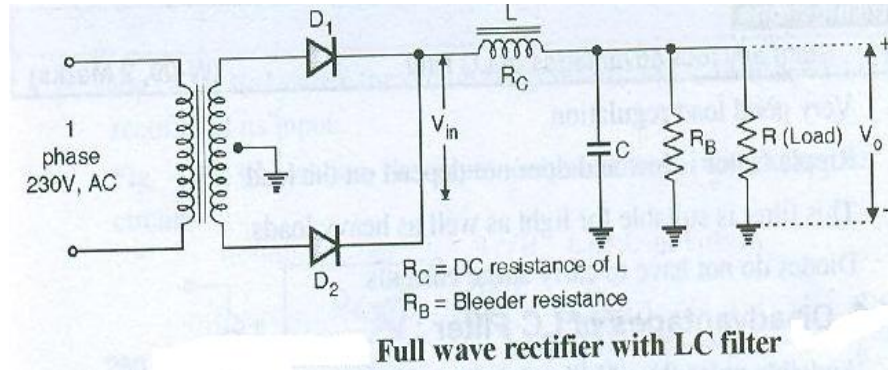 D1
L
RC
1
phase
230V, AC
Vin
C
RB
R (Load)
Vo
+
-
D2
RC = DC resistance of L
RB = Bleeder resistance
Full wave rectifier with LC filter